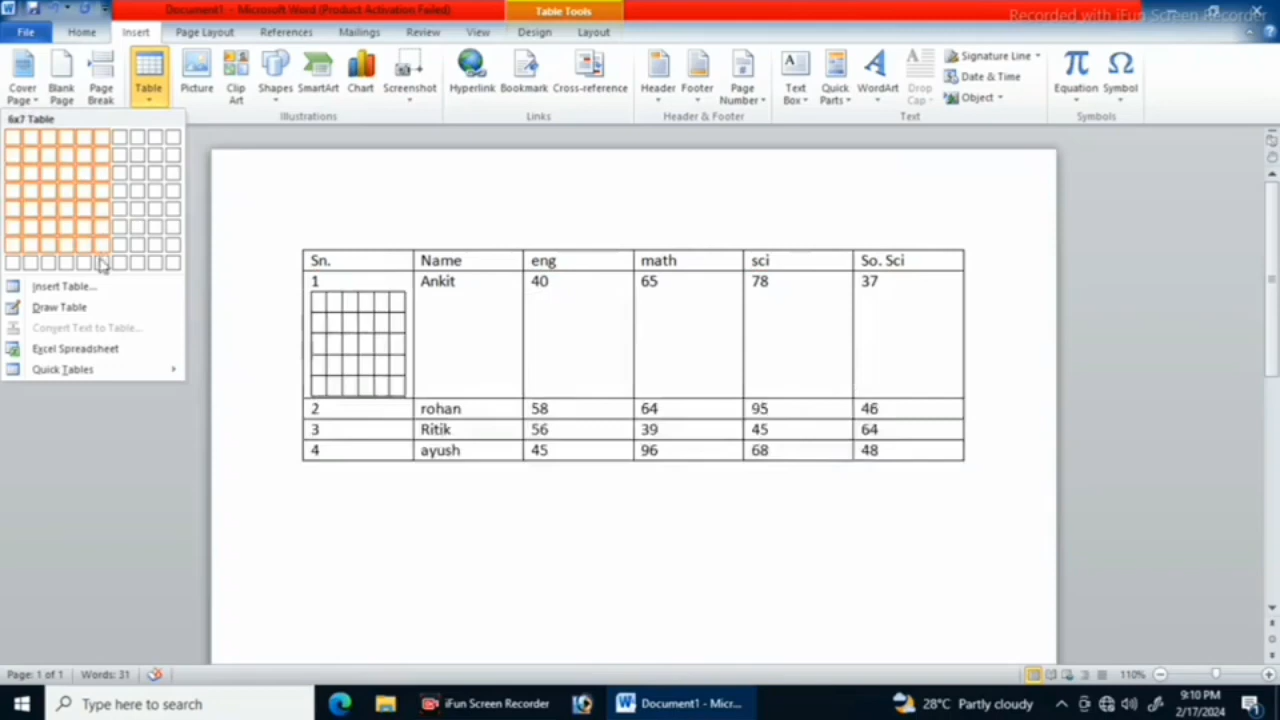 Document1 - Microsoft Word (Product Activation Failed)
Table Tools
Recorded with iFun Screen Recorder
File Home Insert Page Layout References Mailings Review View Design Layout
Cover Page
Blank Page
Page Break
Table
Picture
Clip Art
Shapes
SmartArt
Chart
Screenshot
Hyperlink
Bookmark
Cross-reference
Header
Footer
Page Number
Text Box
Quick Parts
WordArt
Drop Cap
Signature Line
Date & Time
Object
Equation
Symbol
Illustrations Links Header & Footer Text Symbols
6x7 Table
Insert Table...
Draw Table
Convert Text to Table...
Excel Spreadsheet
Quick Tables
Sn. Name eng math sci So. Sci
1 Ankit 40 65 78 37
2 rohan 58 64 95 46
3 Ritik 56 39 45 64
4 ayush 45 96 68 48
Page: 1 of 1 Words: 31 110%
Type here to search
iFun Screen Recorder
Document1 - Micr...
28°C Partly cloudy
9:10 PM
2/17/2024